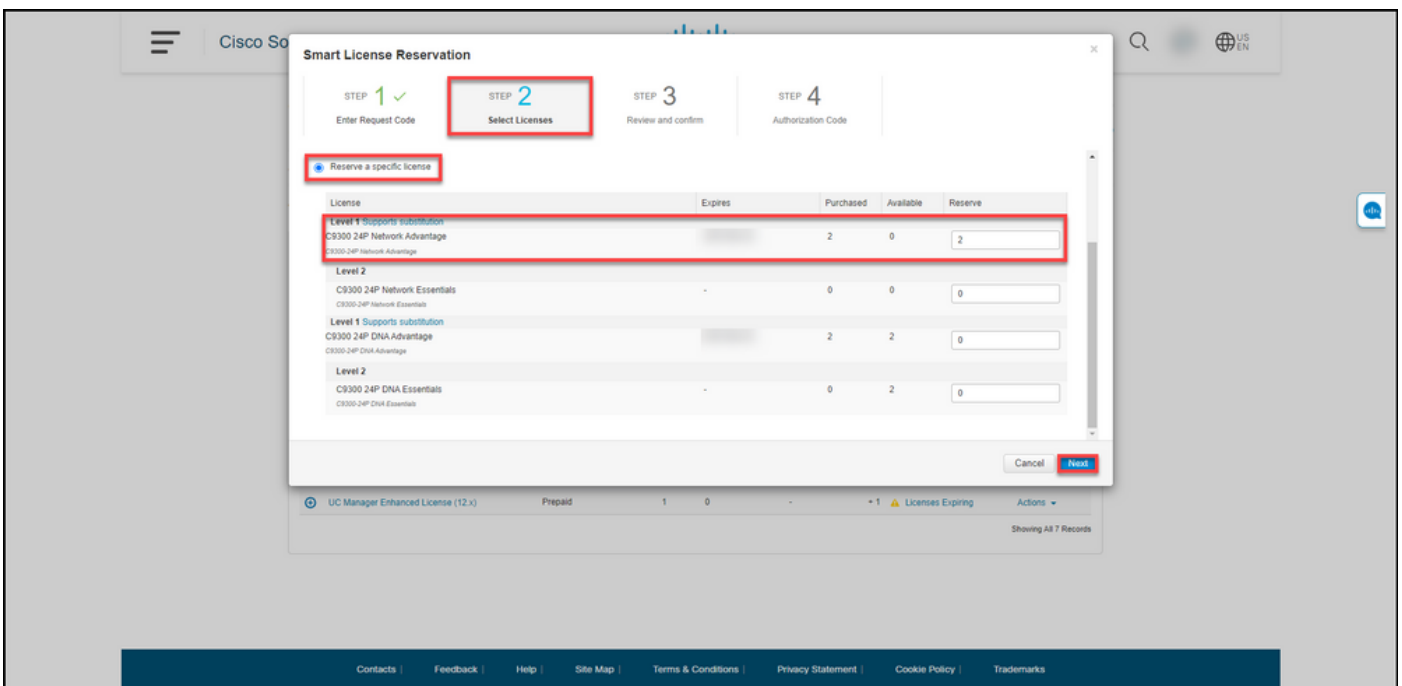 Cisco So
US
EN
Smart License Reservation
×
STEP 1 ✓
Enter Request Code
STEP 2
Select Licenses
STEP 3
Review and confirm
STEP 4
Authorization Code
Reserve a specific license
License Expires Purchased Available Reserve
Level 1 Supports substitution
C9300 24P Network Advantage 2 0 2
C9300-24P Network Advantage
Level 2
C9300 24P Network Essentials - 0 0 0
C9300-24P Network Essentials
Level 1 Supports substitution
C9300 24P DNA Advantage 2 2 0
C9300-24P DNA Advantage
Level 2
C9300 24P DNA Essentials - 0 2 0
C9300-24P DNA Essentials
Cancel Next
UC Manager Enhanced License (12.x) Prepaid 1 0 - + 1 Licenses Expiring Actions
Showing All 7 Records
Contacts | Feedback | Help | Site Map | Terms & Conditions | Privacy Statement | Cookie Policy | Trademarks